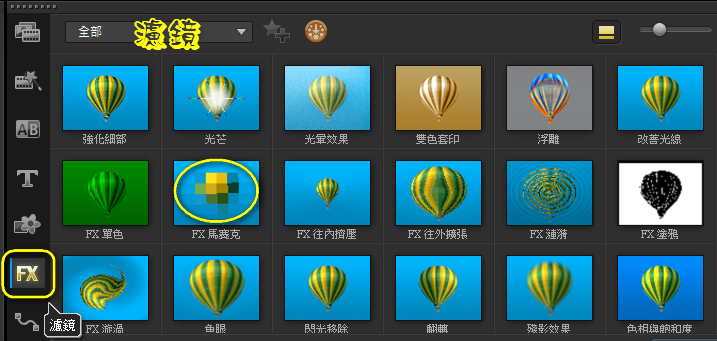 全部
濾鏡
AB
T
FX
濾鏡
強化細部
光芒
光暈效果
雙色套印
浮雕
改善光線
FX 單色
FX 馬賽克
FX 往內擠壓
FX 往外擴張
FX 漣漪
FX 塗鴉
FX 漩渦
魚眼
閃光移除
翻轉
殘影效果
色相與飽和度